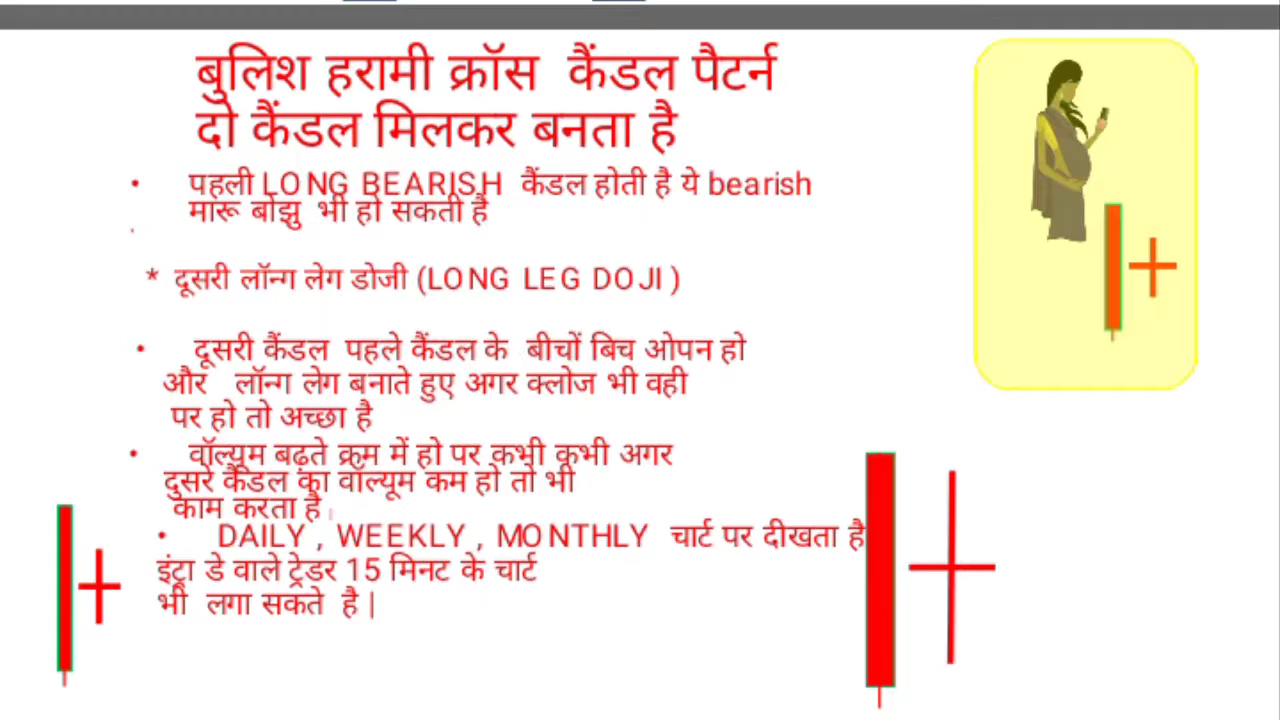 बुलिश हरामी क्रॉस कैंडल पैटर्न
दो कैंडल मिलकर बनता है
• पहली LONG BEARISH कैंडल होती है ये bearish
मारू बोझु भी हो सकती है
* दूसरी लॉन्ग लेग डोजी (LONG LEG DOJI )
• दूसरी कैंडल पहले कैंडल के बीचों बिच ओपन हो
और लॉन्ग लेग बनाते हुए अगर क्लोज भी वही
पर हो तो अच्छा है
• वॉल्यूम बढ़ते क्रम में हो पर कभी कभी अगर
दुसरे कैंडल का वॉल्यूम कम हो तो भी
काम करता है |
• DAILY , WEEKLY , MONTHLY चार्ट पर दीखता है
इंट्रा डे वाले ट्रेडर 15 मिनट के चार्ट
भी लगा सकते है |